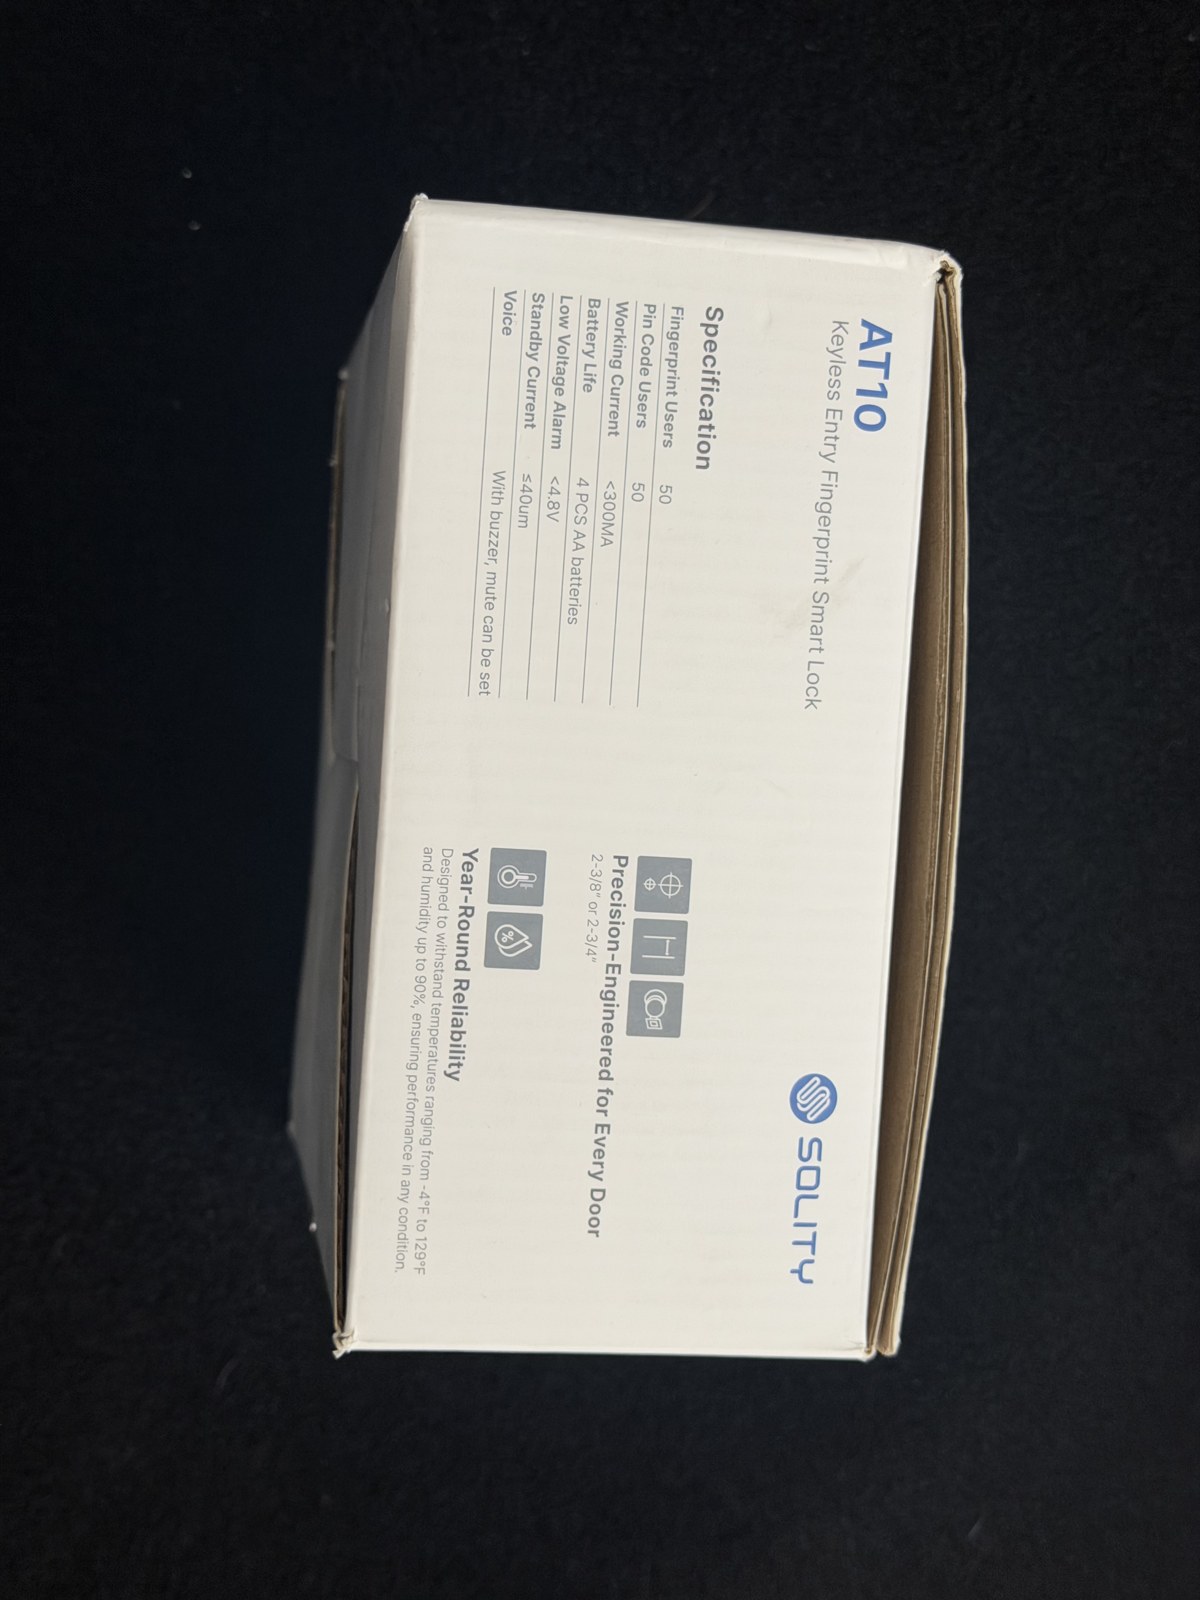 AT10
Keyless Entry Fingerprint Smart Lock
SOLITY
Specification
Fingerprint Users 50
Pin Code Users 50
Working Current <300MA
Battery Life 4 PCS AA batteries
Low Voltage Alarm <4.8V
Standby Current ≤40um
Voice With buzzer, mute can be set
Precision-Engineered for Every Door
2-3/8" or 2-3/4"
%
Year-Round Reliability
Designed to withstand temperatures ranging from -4°F to 129°F
and humidity up to 90%, ensuring performance in any condition.